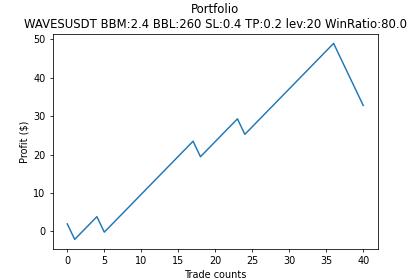 Portfolio
WAVESUSDT BBM:2.4 BBL:260 SL:0.4 TP:0.2 lev:20 WinRatio:80.0
50
40
30
20
10
0
Profit ($)
0 5 10 15 20 25 30 35 40
Trade counts